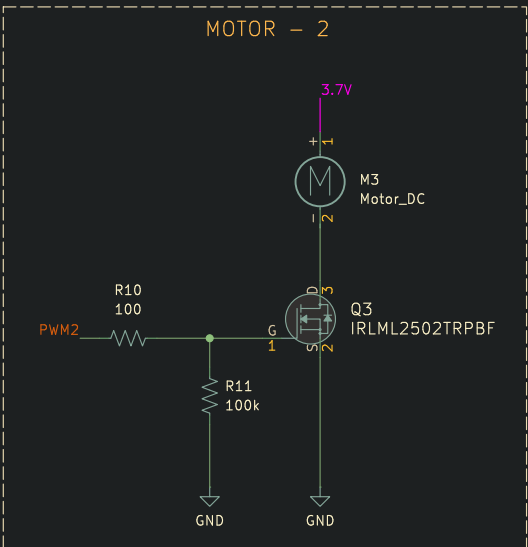 MOTOR - 2
3.7V
+
1
M
M3
Motor_DC
-
2
R10
100
D
3
Q3
IRLML2502TRPBF
PWM2
G
1
S
2
R11
100k
GND
GND